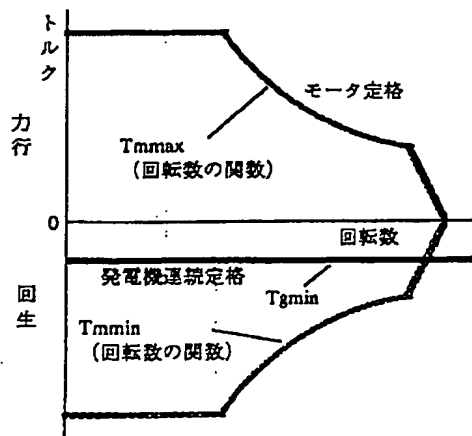 トルク
力行
モータ定格
Tmmax
(回転数の関数)
0
回転数
発電機連続定格
Tgmin
回生
Tmmin
(回転数の関数)